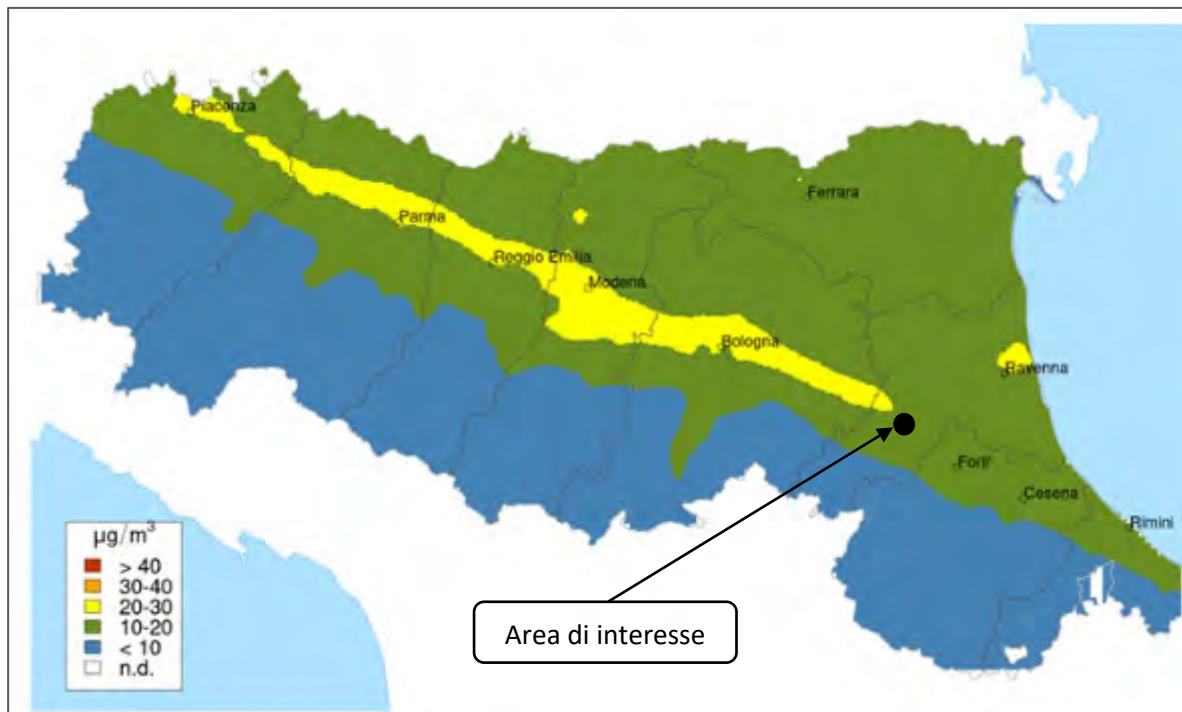 Piacenza
Ferrara
Parma
Reggio Emilia
Modena
Bologna
Ravenna
Forli'
Cesena
Rimini
µg/m³
> 40
30-40
20-30
10-20
< 10
n.d.
Area di interesse